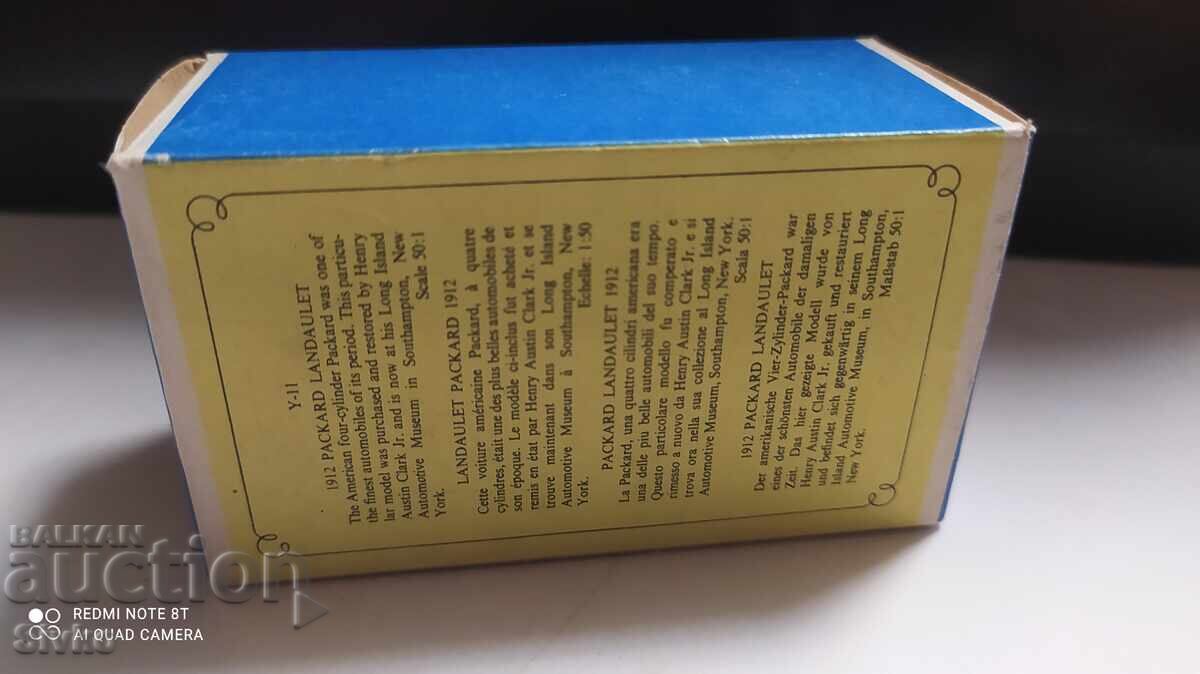 Y-11
1912 PACKARD LANDAULET
The American four-cylinder Packard was one of
the finest automobiles of its period. This particu-
lar model was purchased and restored by Henry
Austin Clark Jr. and is now at his Long Island
Automotive Museum in Southampton, New
York. Scale 50:1
LANDAULET PACKARD 1912
Cette voiture américaine Packard, à quatre
cylindres, était une des plus belles automobiles de
son époque. Le modèle ci-inclus fut acheté et
remis en état par Henry Austin Clark Jr. et se
trouve maintenant dans son Long Island
Automotive Museum à Southampton, New
York. Echelle: 1:50
PACKARD LANDAULET 1912
La Packard, una quattro cilindri americana era
una delle piu belle automobili del suo tempo.
Questo particolare modello fu comperato e
rimesso a nuovo da Henry Austin Clark Jr. e si
trova ora nella sua collezione al Long Island
Automotive Museum, Southampton, New York.
Scala 50:1
1912 PACKARD LANDAULET
Der amerikanische Vier-Zylinder-Packard war
eines der schönsten Automobile der damaligen
Zeit. Das hier gezeigte Modell wurde von
Henry Austin Clark Jr. gekauft und restauriert
und befindet sich gegenwärtig in seinem Long
Island Automotive Museum, in Southampton,
New York. Maßstab 50:1
BALKAN
auction
REDMI NOTE 8T
AI QUAD CAMERA
Sivho